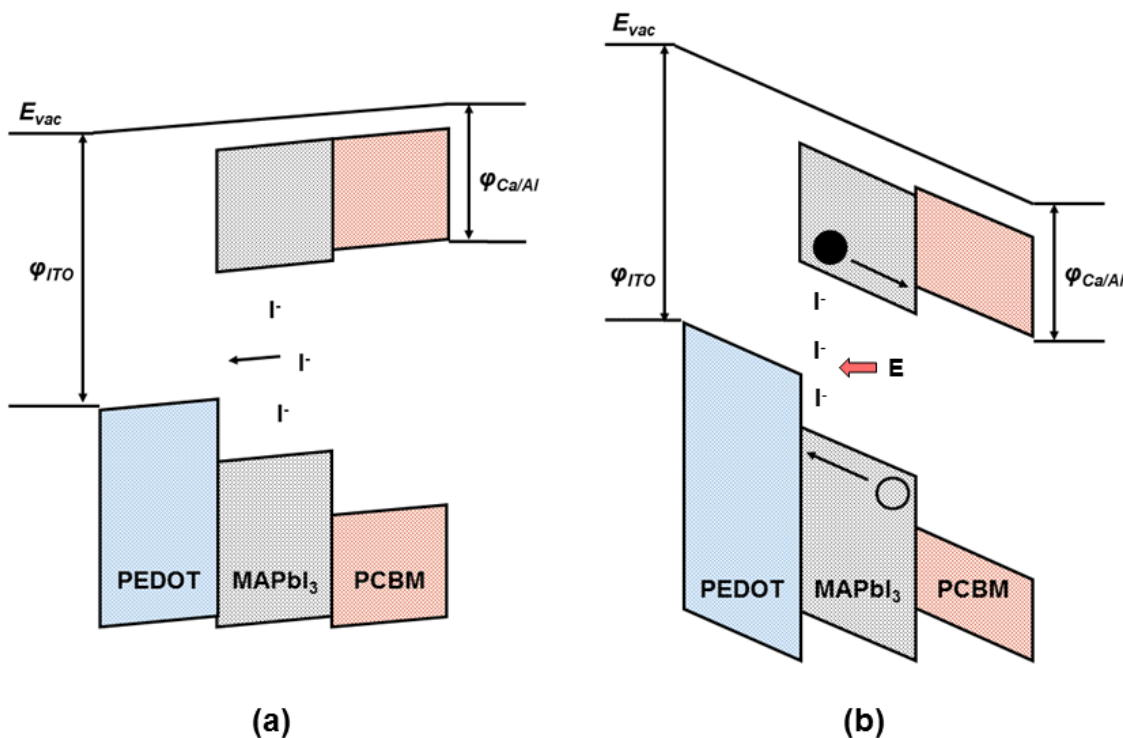 E_vac
φ_ITO
φ_Ca/Al
I⁻
I⁻
I⁻
PEDOT
MAPbI₃
PCBM
(a)
E_vac
φ_ITO
φ_Ca/Al
I⁻
I⁻
E
I⁻
PEDOT
MAPbI₃
PCBM
(b)